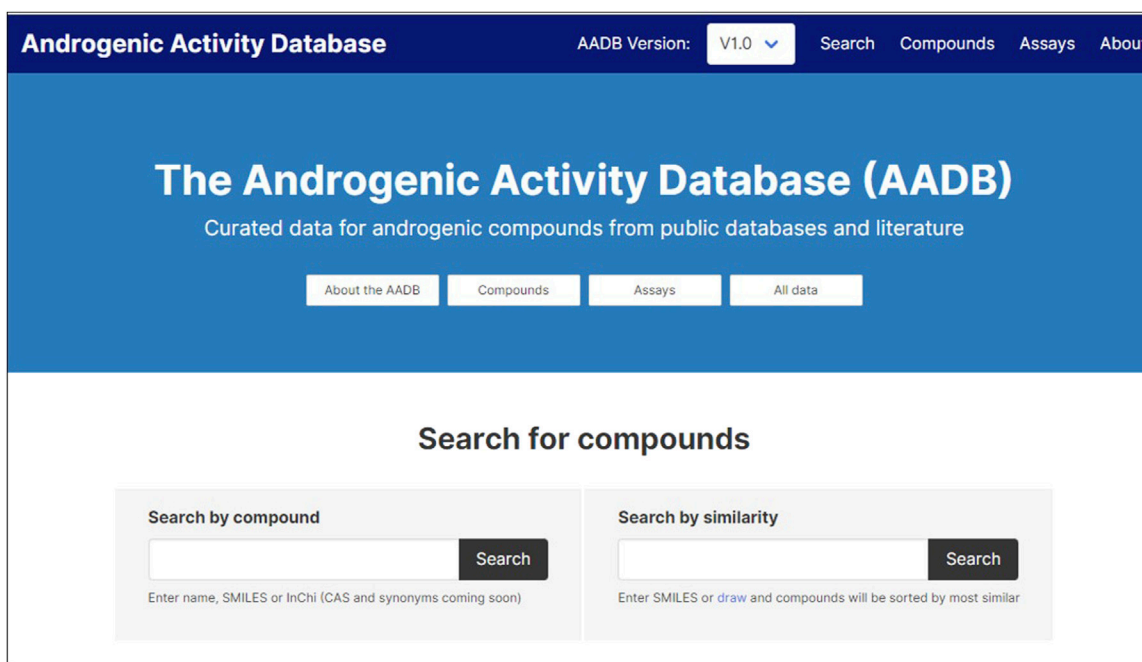 Androgenic Activity Database AADB Version: V1.0 Search Compounds Assays About
The Androgenic Activity Database (AADB)
Curated data for androgenic compounds from public databases and literature
About the AADB Compounds Assays All data
Search for compounds
Search by compound
Search
Enter name, SMILES or InChi (CAS and synonyms coming soon)
Search by similarity
Search
Enter SMILES or draw and compounds will be sorted by most similar